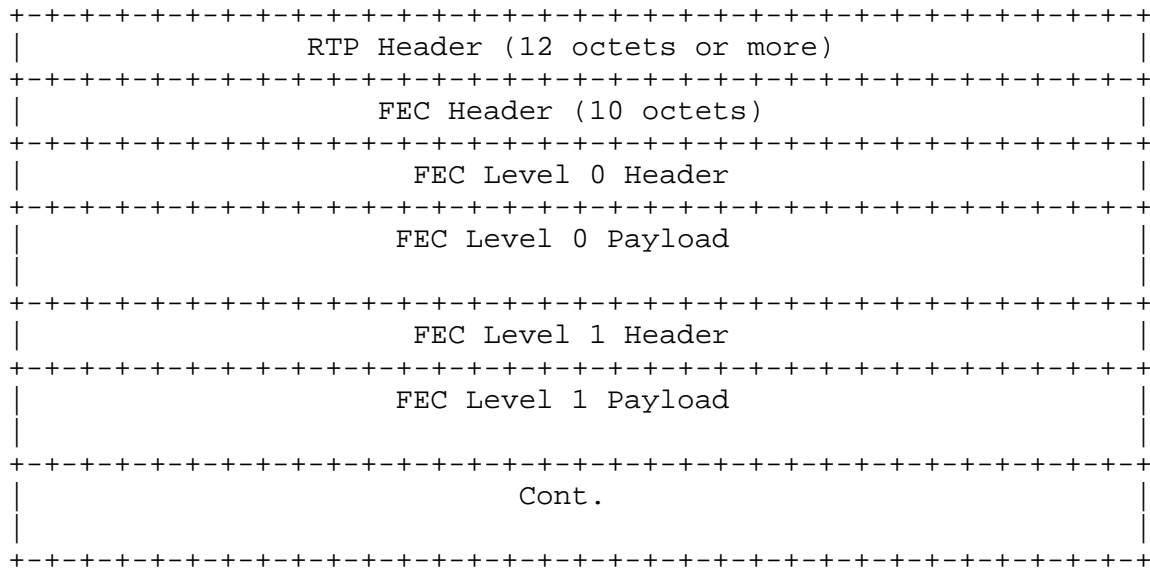 +-+-+-+-+-+-+-+-+-+-+-+-+-+-+-+-+-+-+-+-+-+-+-+-+-+-+-+-+-+-+-+-+
|                RTP Header (12 octets or more)                 |
+-+-+-+-+-+-+-+-+-+-+-+-+-+-+-+-+-+-+-+-+-+-+-+-+-+-+-+-+-+-+-+-+
|                    FEC Header (10 octets)                     |
+-+-+-+-+-+-+-+-+-+-+-+-+-+-+-+-+-+-+-+-+-+-+-+-+-+-+-+-+-+-+-+-+
|                      FEC Level 0 Header                       |
+-+-+-+-+-+-+-+-+-+-+-+-+-+-+-+-+-+-+-+-+-+-+-+-+-+-+-+-+-+-+-+-+
|                     FEC Level 0 Payload                       |
|                                                               |
+-+-+-+-+-+-+-+-+-+-+-+-+-+-+-+-+-+-+-+-+-+-+-+-+-+-+-+-+-+-+-+-+
|                      FEC Level 1 Header                       |
+-+-+-+-+-+-+-+-+-+-+-+-+-+-+-+-+-+-+-+-+-+-+-+-+-+-+-+-+-+-+-+-+
|                     FEC Level 1 Payload                       |
|                                                               |
+-+-+-+-+-+-+-+-+-+-+-+-+-+-+-+-+-+-+-+-+-+-+-+-+-+-+-+-+-+-+-+-+
|                            Cont.                              |
|                                                               |
+-+-+-+-+-+-+-+-+-+-+-+-+-+-+-+-+-+-+-+-+-+-+-+-+-+-+-+-+-+-+-+-+